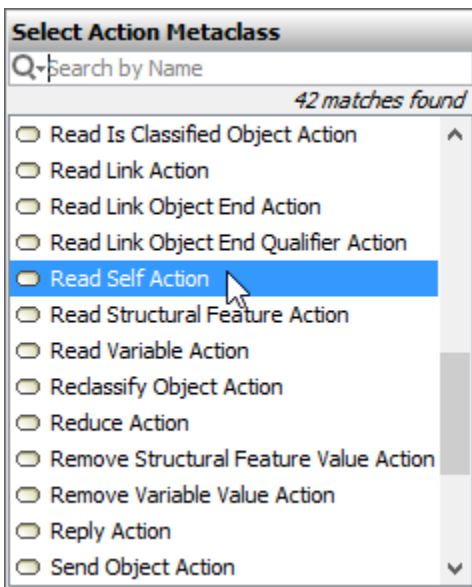 Select Action Metaclass
Search by Name
42 matches found
Read Is Classified Object Action
Read Link Action
Read Link Object End Action
Read Link Object End Qualifier Action
Read Self Action
Read Structural Feature Action
Read Variable Action
Reclassify Object Action
Reduce Action
Remove Structural Feature Value Action
Remove Variable Value Action
Reply Action
Send Object Action